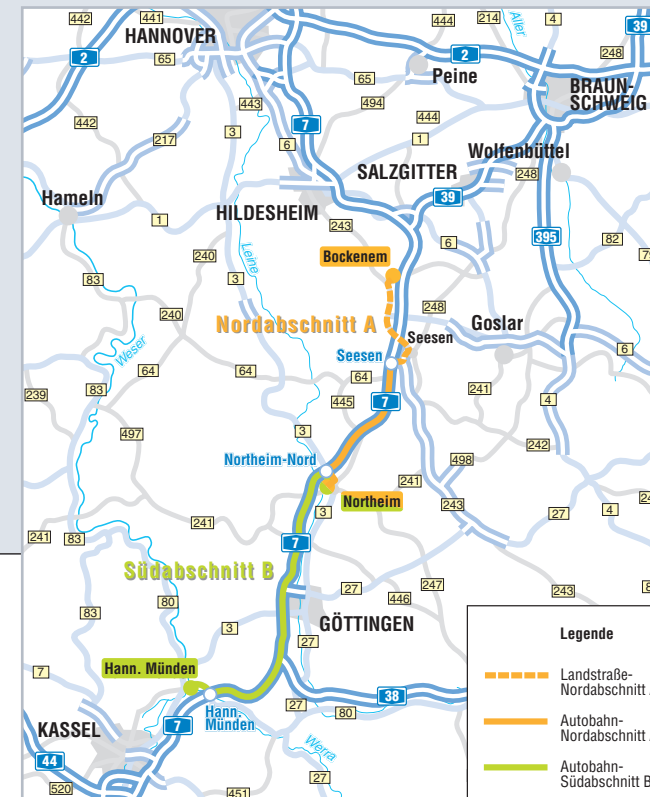 442
441
HANNOVER
Leine
444
214
Aller
4
39
2
65
2
248
Peine
65
BRAUN-
SCHWEIG
443
494
444
442
217
3
7
6
1
Wolfenbüttel
SALZGITTER
248
Hameln
39
HILDESHEIM
1
243
395
82
6
240
Leine
Bockenem
83
3
248
240
Nordabschnitt A
Goslar
Seesen
Weser
Seesen
6
64
64
64
239
83
445
7
241
4
3
497
242
Northeim-Nord
498
241
Northeim
243
3
27
4
241
241
83
7
Südabschnitt B
27
247
243
80
446
83
3
GÖTTINGEN
27
Legende
Hann. Münden
7
Landstraße-
Nordabschnitt
38
27
80
Hann.
Münden
KASSEL
7
Autobahn-
Nordabschnitt
Werra
44
27
Autobahn-
Südabschnitt B
520
451